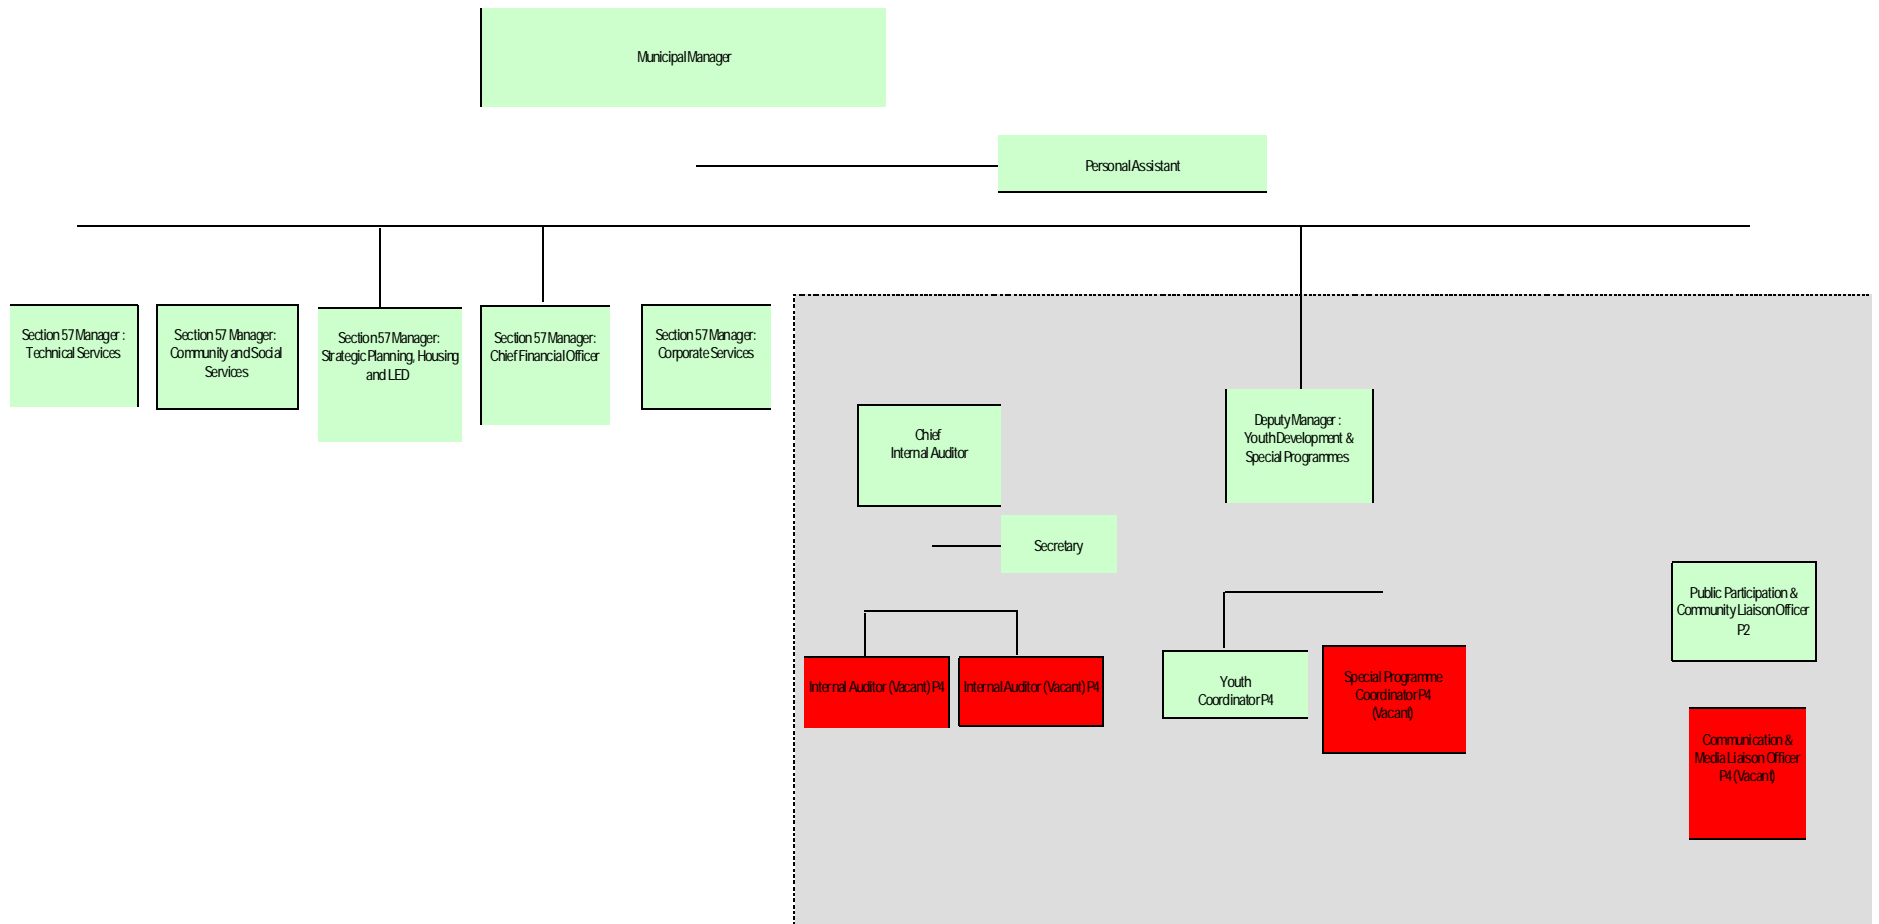 Municipal Manager
Personal Assistant
Section 57 Manager :
Technical Services
Section 57 Manager:
Community and Social
Services
Section 57 Manager:
Strategic Planning, Housing
and LED
Section 57 Manager:
Chief Financial Officer
Section 57 Manager:
Corporate Services
Chief
Internal Auditor
Deputy Manager :
Youth Development &
Special Programmes
Secretary
Public Participation &
Community Liaison Officer
P2
Internal Auditor (Vacant) P4
Internal Auditor (Vacant) P4
Youth
Coordinator P4
Special Programme
Coordinator P4
(Vacant)
Communication &
Media Liaison Officer
P4 (Vacant)